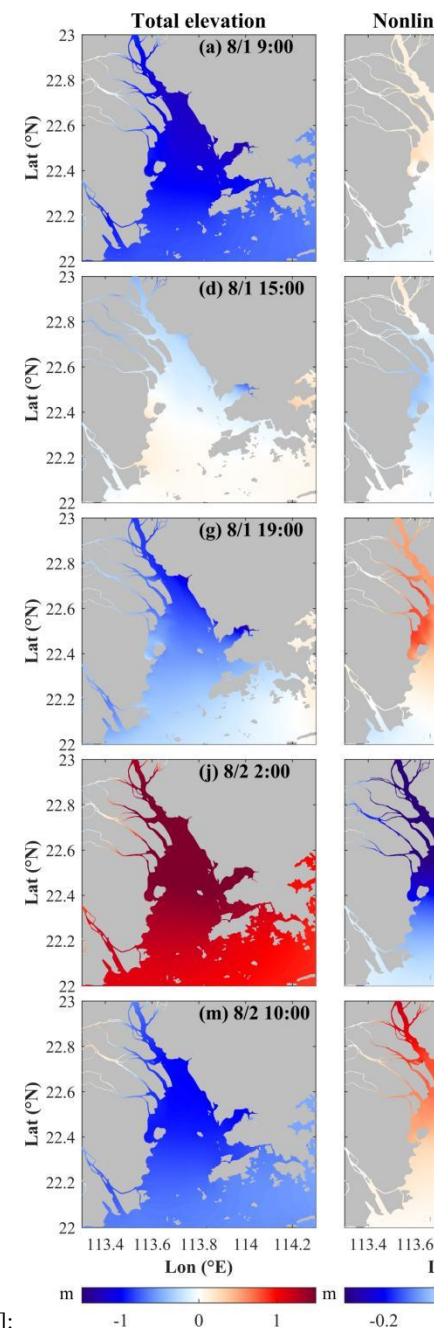 Total elevation
Nonlin
(a) 8/1 9:00
23
22.8
22.6
22.4
22.2
22
Lat (°N)
(d) 8/1 15:00
23
22.8
22.6
22.4
22.2
22
Lat (°N)
(g) 8/1 19:00
23
22.8
22.6
22.4
22.2
22
Lat (°N)
(j) 8/2 2:00
23
22.8
22.6
22.4
22.2
22
Lat (°N)
(m) 8/2 10:00
23
22.8
22.6
22.4
22.2
22
Lat (°N)
113.4 113.6 113.8 114 114.2 113.4 113.6
Lon (°E)
m m
]: -1 0 1 -0.2